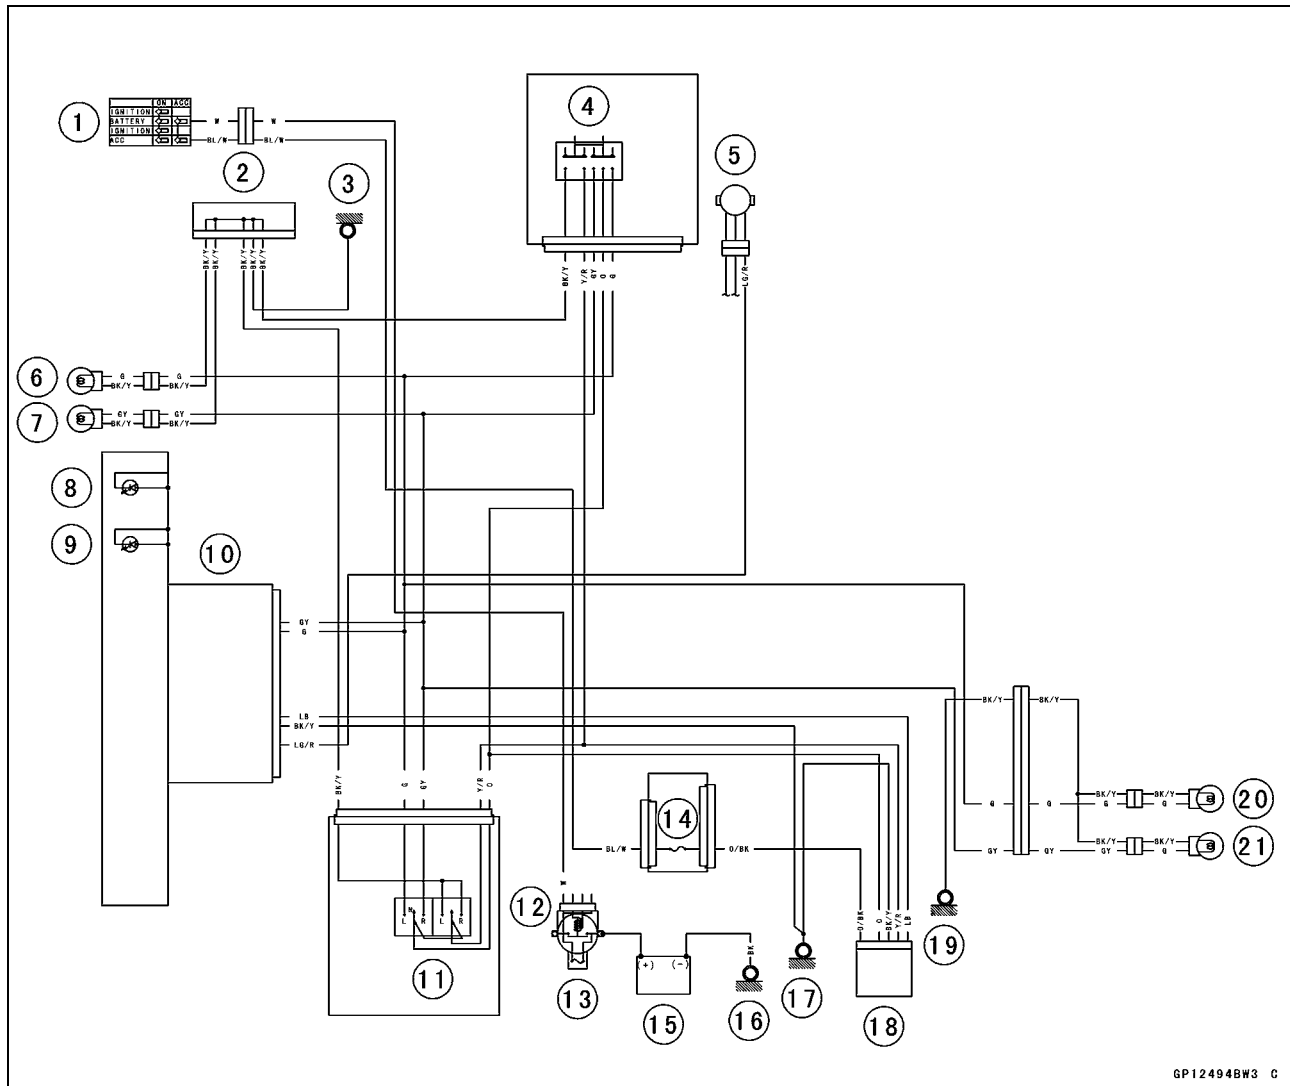 ON ACC
IGNITION
BATTERY
IGNITION
ACC
1
W W
BL/W BL/W
2
3
4
5
BK/Y BK/Y BK/Y BK/Y BK/Y
BK/Y Y/R GY O G
LG/R
6
G G
BK/Y BK/Y
7
GY GY
BK/Y BK/Y
8
9
10
GY
G
LB
BK/Y
LG/R
BK/Y G GY Y/R O
L N R L R
11
W
12
13
BL/W
14
O/BK
(+) (-)
15
BK
16
17
O/BK O BK/Y Y/R LB
18
19
BK/Y BK/Y
G G G G
BK/Y BK/Y
20
BK/Y BK/Y
GY GY GY G
21
GP12494BW3 C